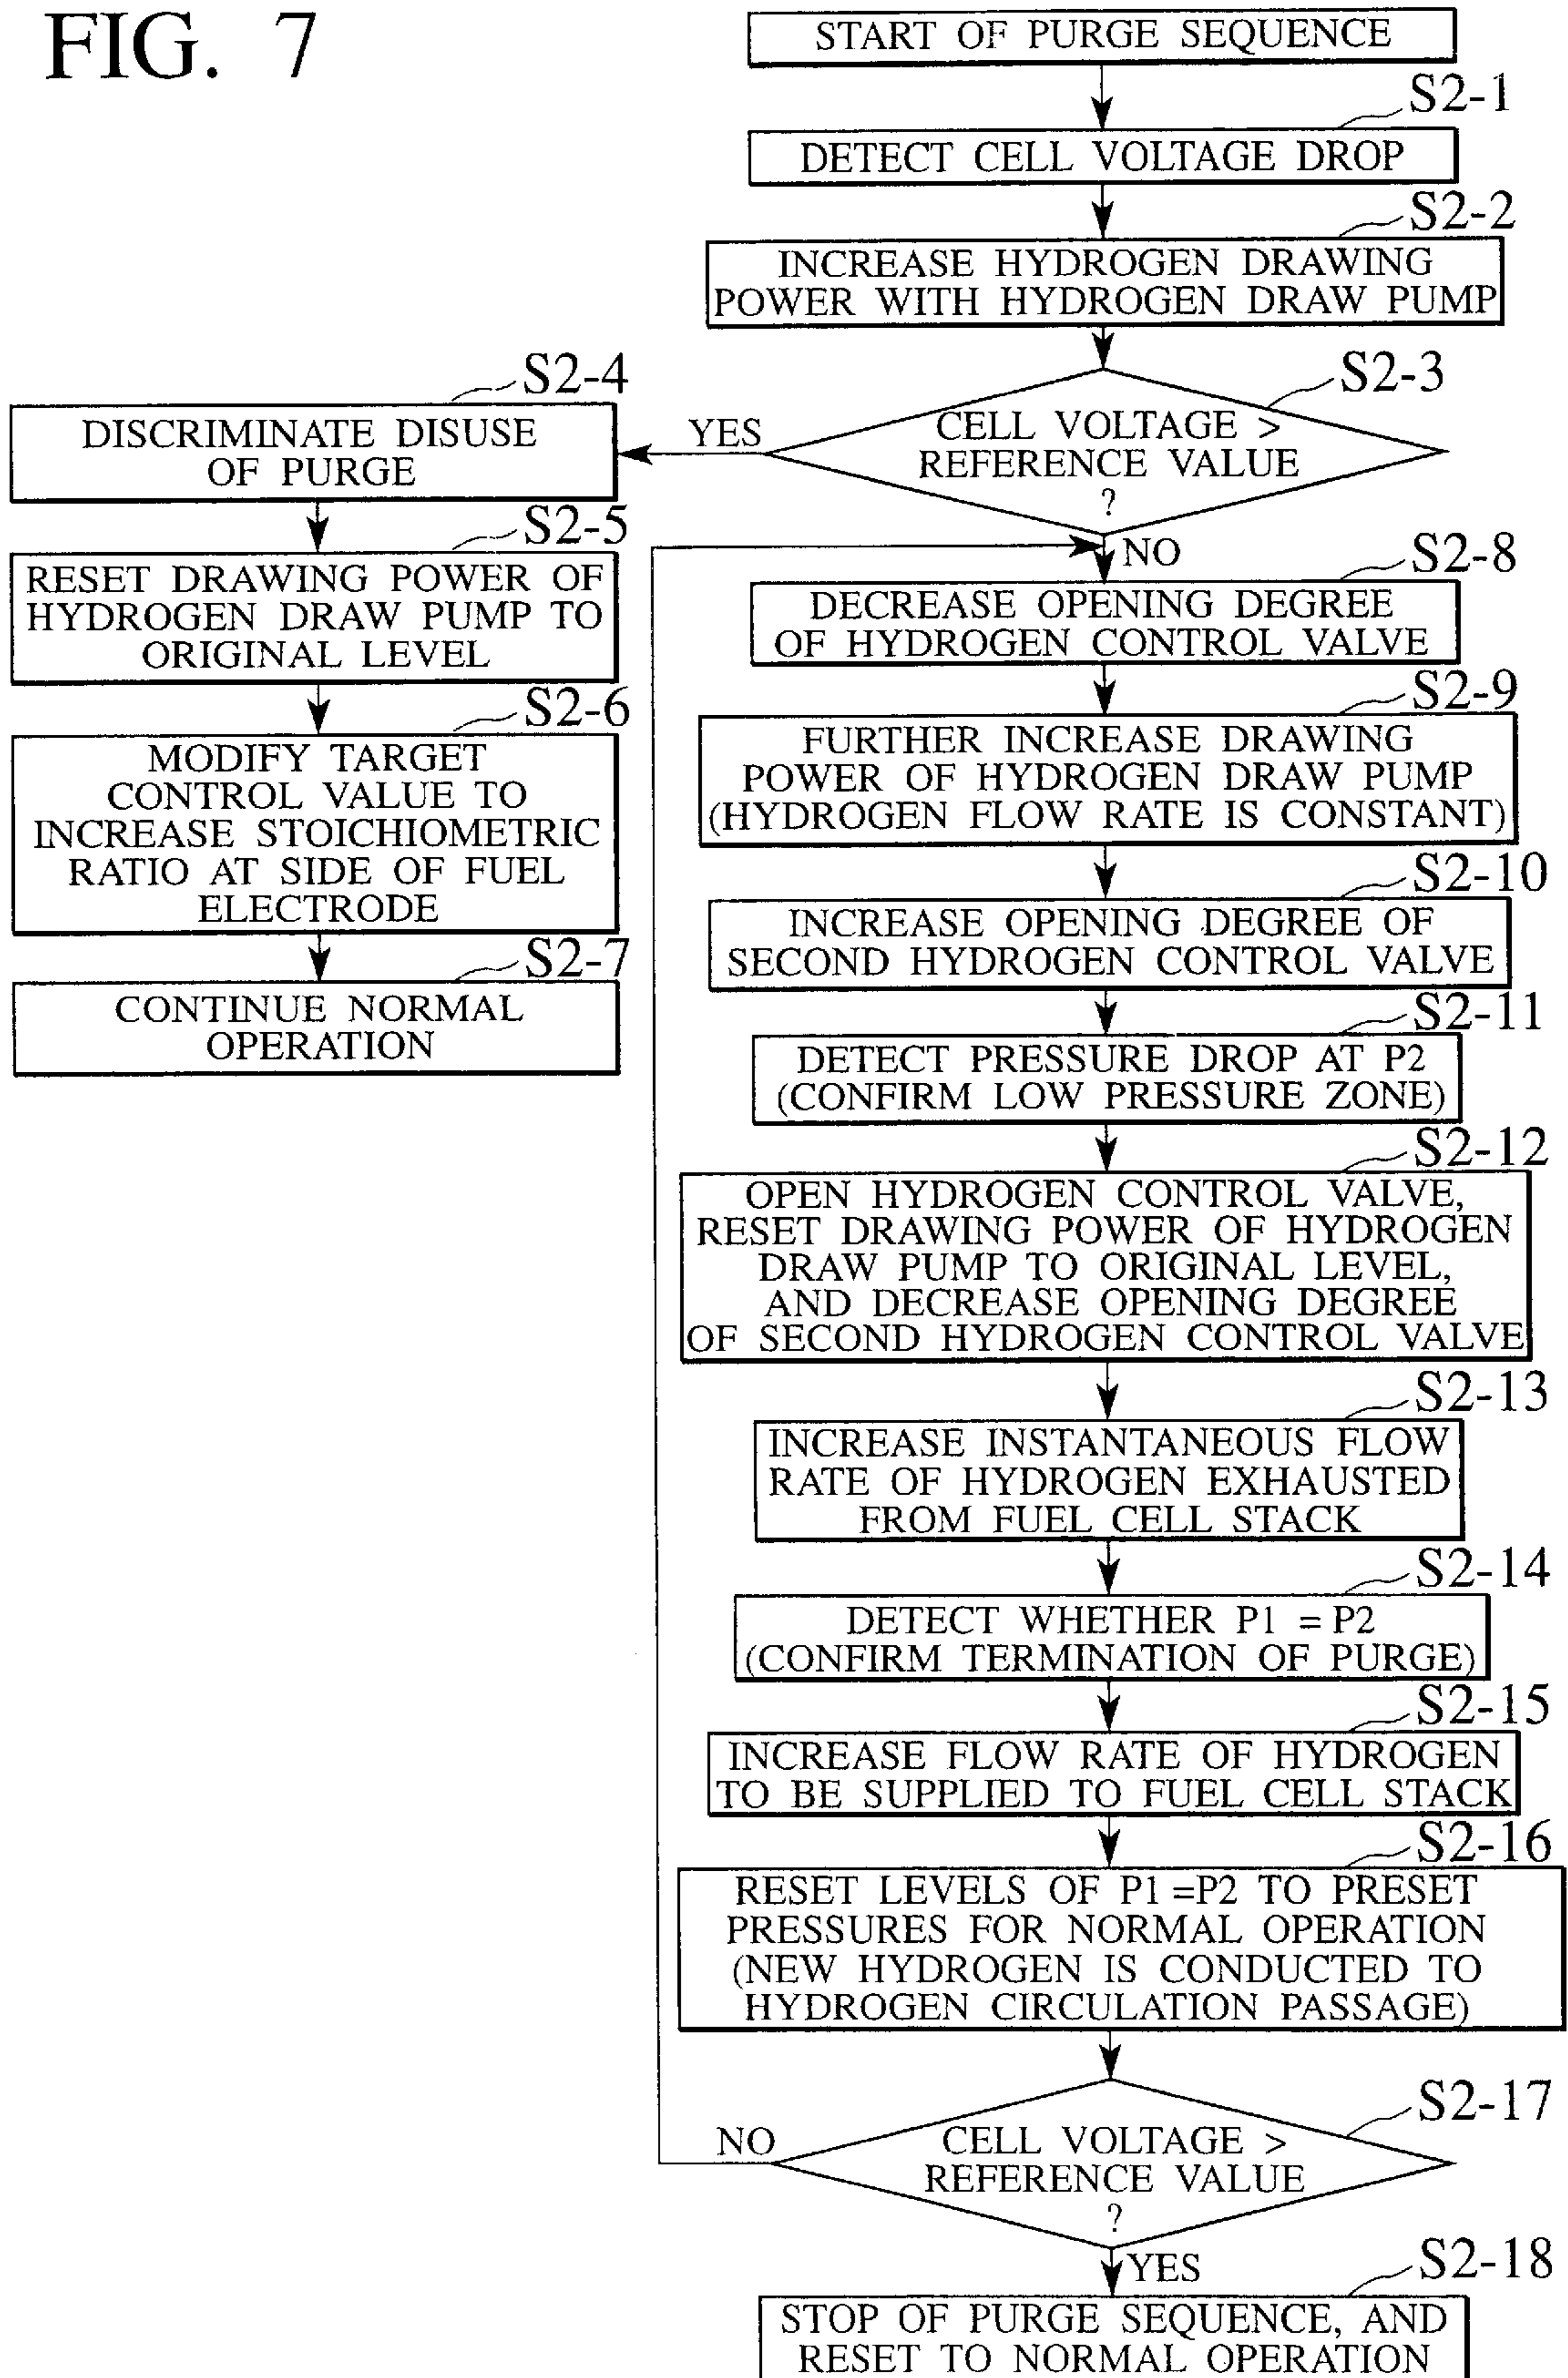 FIG. 7
START OF PURGE SEQUENCE
S2-1
DETECT CELL VOLTAGE DROP
S2-2
INCREASE HYDROGEN DRAWING
POWER WITH HYDROGEN DRAW PUMP
S2-3
CELL VOLTAGE >
REFERENCE VALUE
?
YES
S2-4
DISCRIMINATE DISUSE
OF PURGE
S2-5
RESET DRAWING POWER OF
HYDROGEN DRAW PUMP TO
ORIGINAL LEVEL
S2-6
MODIFY TARGET
CONTROL VALUE TO
INCREASE STOICHIOMETRIC
RATIO AT SIDE OF FUEL
ELECTRODE
S2-7
CONTINUE NORMAL
OPERATION
NO
S2-8
DECREASE OPENING DEGREE
OF HYDROGEN CONTROL VALVE
S2-9
FURTHER INCREASE DRAWING
POWER OF HYDROGEN DRAW PUMP
(HYDROGEN FLOW RATE IS CONSTANT)
S2-10
INCREASE OPENING DEGREE OF
SECOND HYDROGEN CONTROL VALVE
S2-11
DETECT PRESSURE DROP AT P2
(CONFIRM LOW PRESSURE ZONE)
S2-12
OPEN HYDROGEN CONTROL VALVE,
RESET DRAWING POWER OF HYDROGEN
DRAW PUMP TO ORIGINAL LEVEL,
AND DECREASE OPENING DEGREE
OF SECOND HYDROGEN CONTROL VALVE
S2-13
INCREASE INSTANTANEOUS FLOW
RATE OF HYDROGEN EXHAUSTED
FROM FUEL CELL STACK
S2-14
DETECT WHETHER P1 = P2
(CONFIRM TERMINATION OF PURGE)
S2-15
INCREASE FLOW RATE OF HYDROGEN
TO BE SUPPLIED TO FUEL CELL STACK
S2-16
RESET LEVELS OF P1 =P2 TO PRESET
PRESSURES FOR NORMAL OPERATION
(NEW HYDROGEN IS CONDUCTED TO
HYDROGEN CIRCULATION PASSAGE)
S2-17
NO
CELL VOLTAGE >
REFERENCE VALUE
?
YES
S2-18
STOP OF PURGE SEQUENCE, AND
RESET TO NORMAL OPERATION